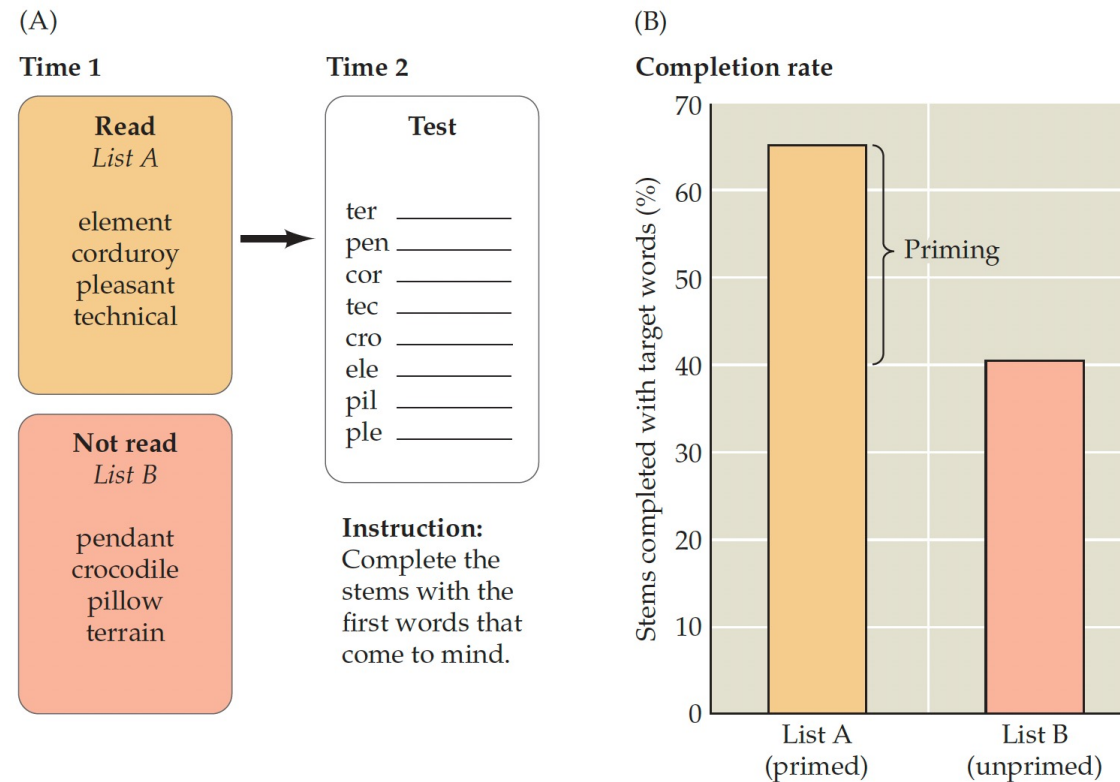 (A)
Time 1
Read
List A
element
corduroy
pleasant
technical
Not read
List B
pendant
crocodile
pillow
terrain
Time 2
Test
ter
pen
cor
tec
cro
ele
pil
ple
Instruction:
Complete the
stems with the
first words that
come to mind.
(B)
Completion rate
Stems completed with target words (%)
70
60
50
40
30
20
10
0
Priming
List A
(primed)
List B
(unprimed)